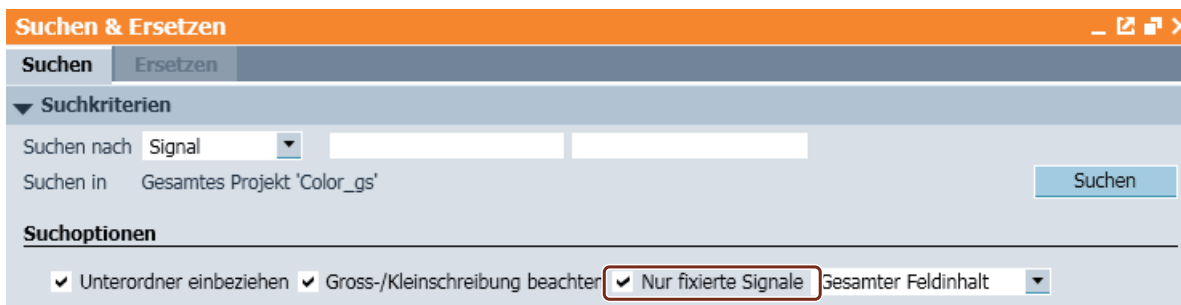 Suchen & Ersetzen
Suchen Ersetzen
Suchkriterien
Suchen nach Signal
Suchen in Gesamtes Projekt 'Color_gs'
Suchen
Suchoptionen
Unterordner einbeziehen Gross-/Kleinschreibung beachten Nur fixierte Signale Gesamter Feldinhalt